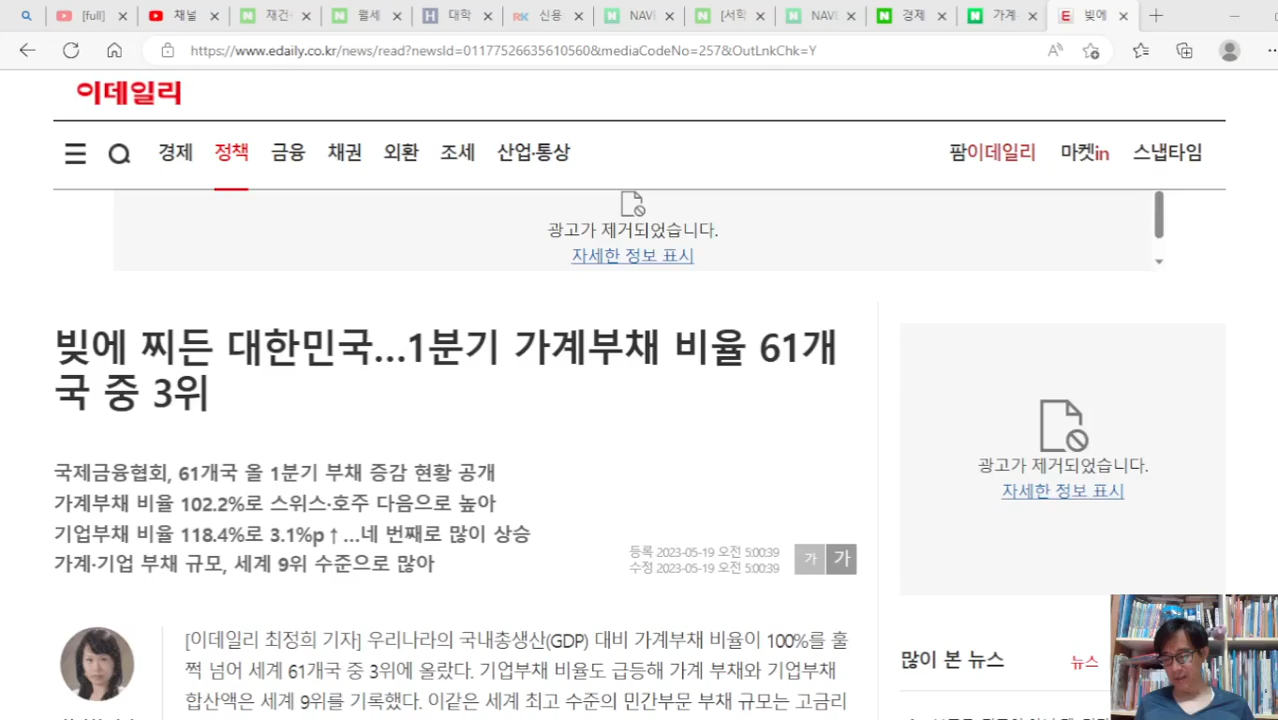 [full]
채널
재건
월세
대학
신용
NAVI
[서학
NAVI
경제
가계
빚에
https://www.edaily.co.kr/news/read?newsId=01177526635610560&mediaCodeNo=257&OutLnkChk=Y
이데일리
경제 정책 금융 채권 외환 조세 산업·통상 팜이데일리 마켓in 스냅타임
광고가 제거되었습니다.
자세한 정보 표시
빚에 찌든 대한민국...1분기 가계부채 비율 61개
국 중 3위
국제금융협회, 61개국 올 1분기 부채 증감 현황 공개
가계부채 비율 102.2%로 스위스·호주 다음으로 높아
기업부채 비율 118.4%로 3.1%p↑...네 번째로 많이 상승
가계·기업 부채 규모, 세계 9위 수준으로 많아
등록 2023-05-19 오전 5:00:39
수정 2023-05-19 오전 5:00:39
가 가
[이데일리 최정희 기자] 우리나라의 국내총생산(GDP) 대비 가계부채 비율이 100%를 훌
쩍 넘어 세계 61개국 중 3위에 올랐다. 기업부채 비율도 급등해 가계 부채와 기업부채
합산액은 세계 9위를 기록했다. 이같은 세계 최고 수준의 민간부문 부채 규모는 고금리
광고가 제거되었습니다.
자세한 정보 표시
많이 본 뉴스 뉴스